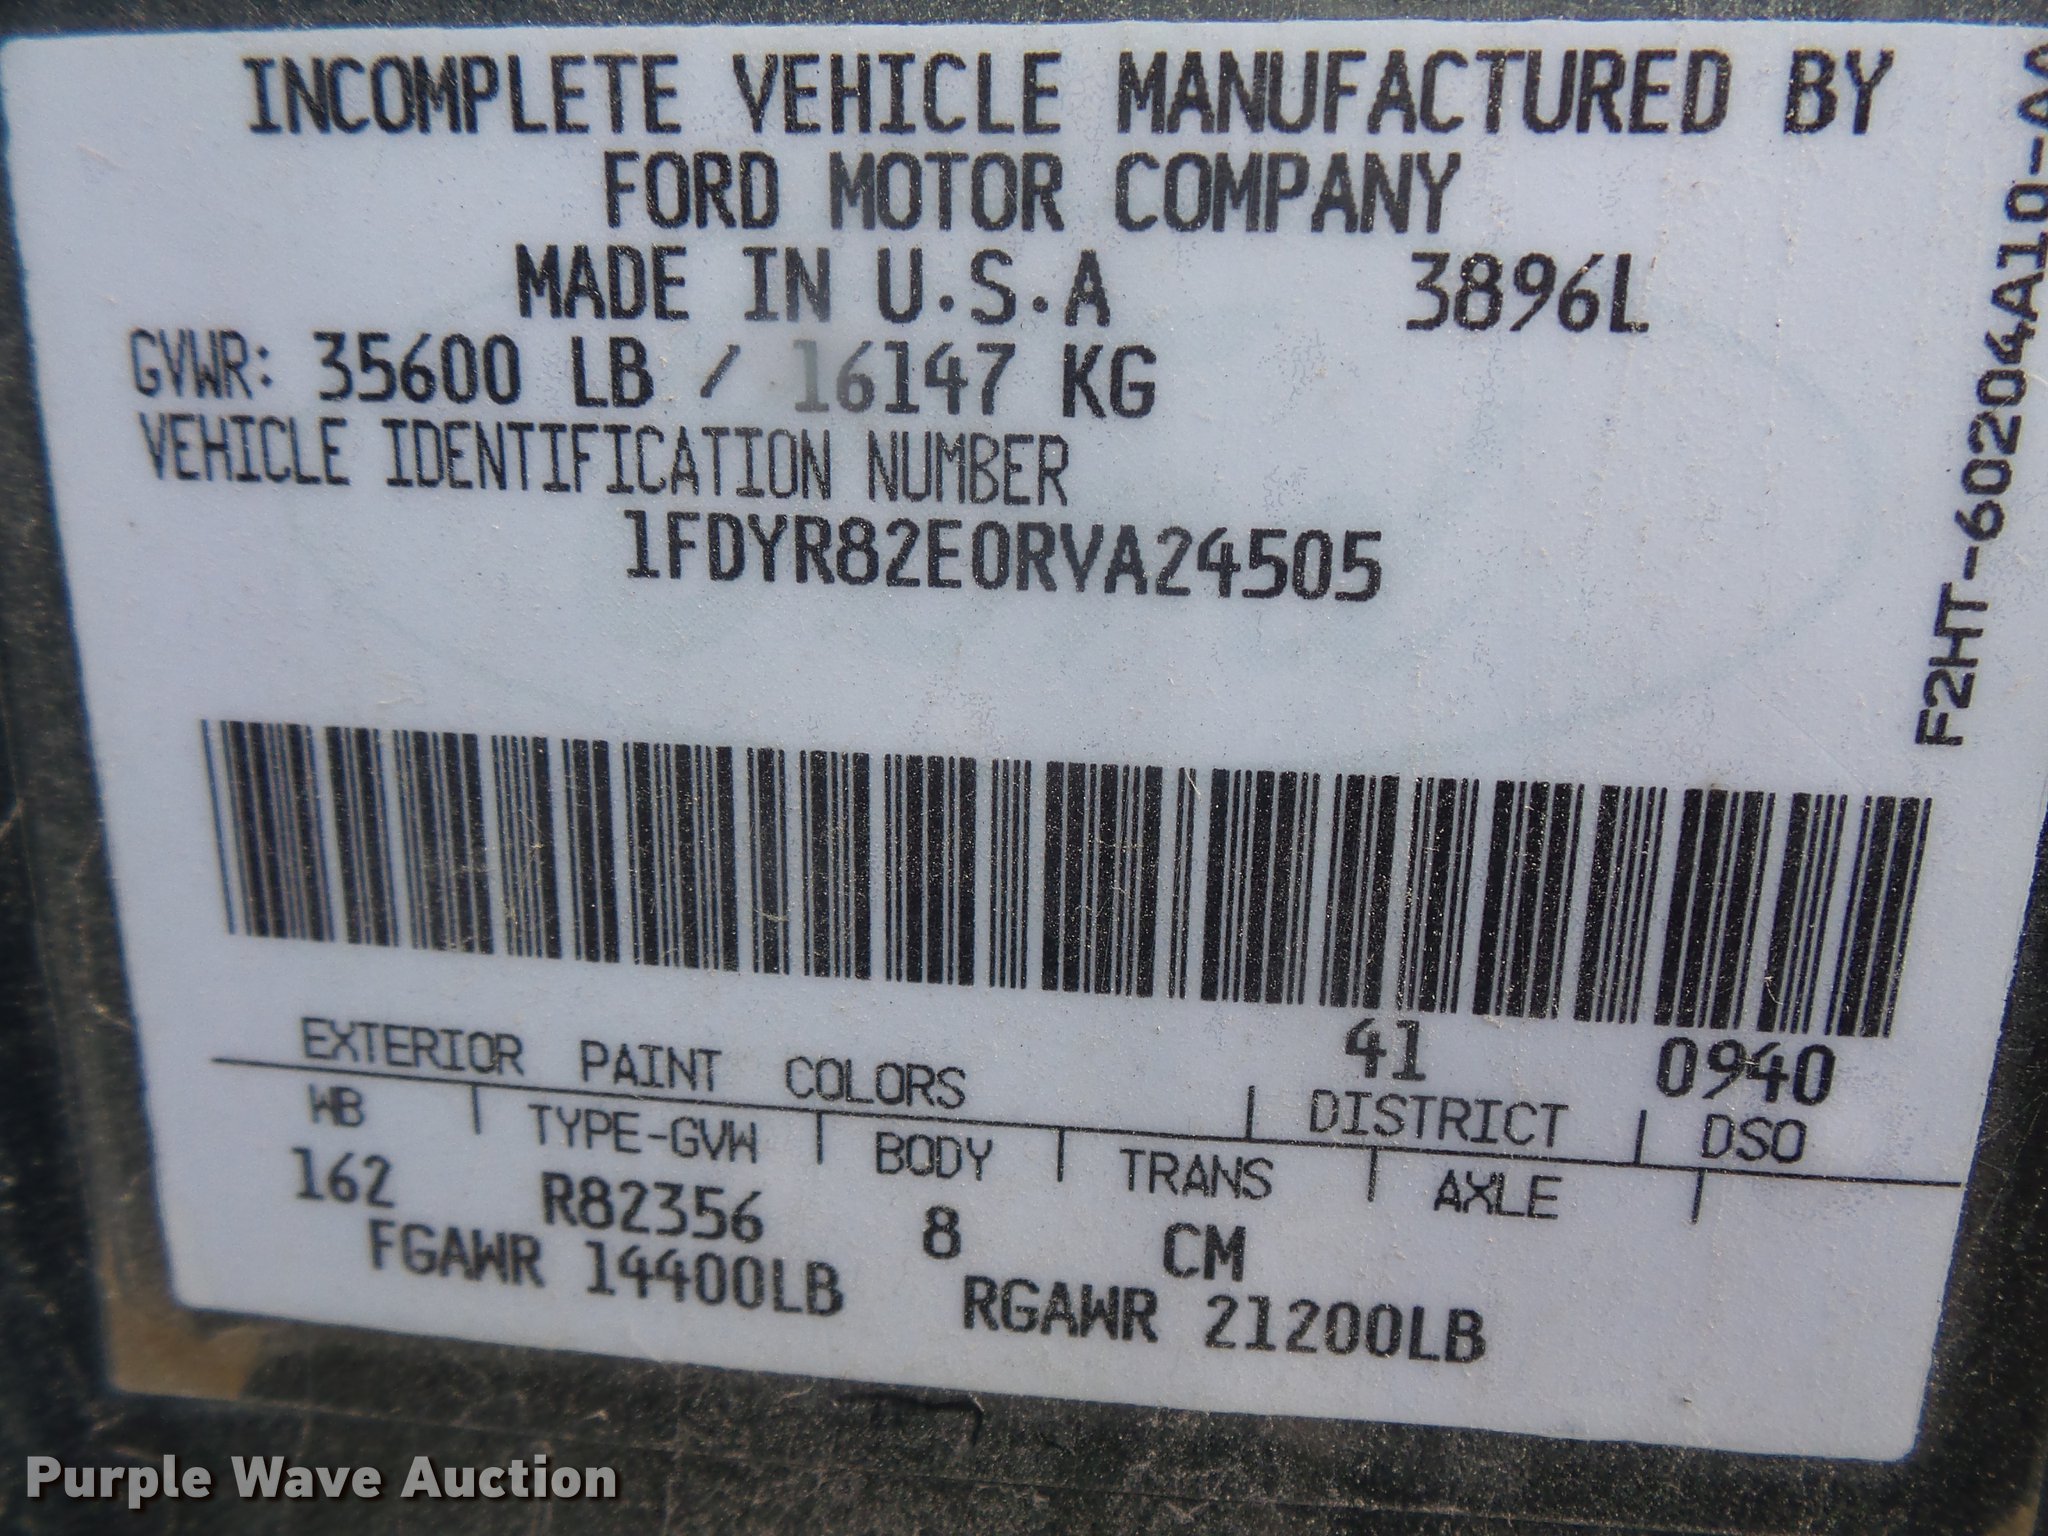 INCOMPLETE VEHICLE MANUFACTURED BY
FORD MOTOR COMPANY
MADE IN U.S.A 3896L
GVWR: 35600 LB / 16147 KG
VEHICLE IDENTIFICATION NUMBER
1FDYR82E0RVA24505
EXTERIOR PAINT COLORS 41 0940
DISTRICT DSO
WB TYPE-GVW BODY TRANS AXLE
162 R82356 8 CM
FGAWR 14400LB RGAWR 21200LB
Purple Wave Auction